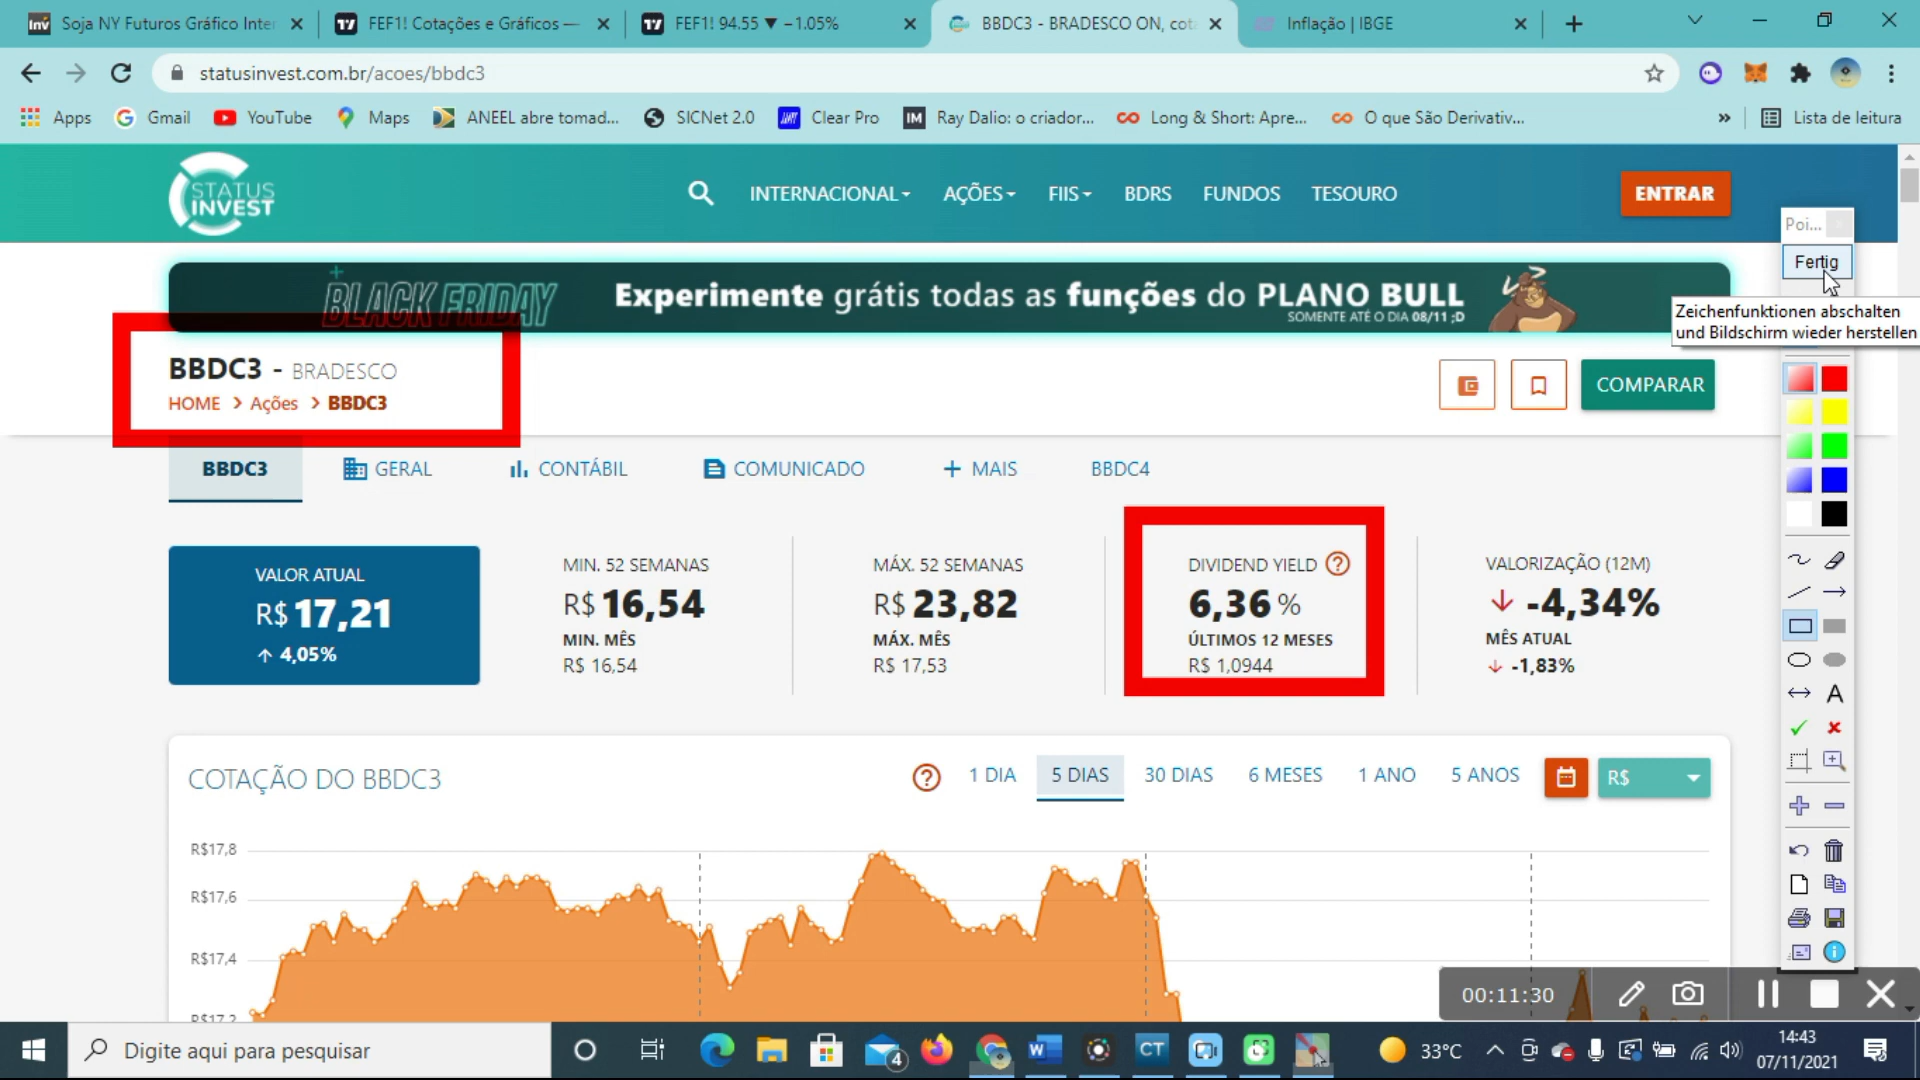 Soja NY Futuros Gráfico Inter
FEF1! Cotações e Gráficos —
FEF1! 94.55 ▼ −1.05%
BBDC3 - BRADESCO ON, cot
Inflação | IBGE
statusinvest.com.br/acoes/bbdc3
Apps
Gmail
YouTube
Maps
ANEEL abre tomad...
SICNet 2.0
Clear Pro
Ray Dalio: o criador...
Long & Short: Apre...
O que São Derivativ...
»
Lista de leitura
STATUS
INVEST
INTERNACIONAL
AÇÕES
FIIS
BDRS
FUNDOS
TESOURO
ENTRAR
Poi...
Fertig
Zeichenfunktionen abschalten
und Bildschirm wieder herstellen
BLACK FRIDAY
Experimente grátis todas as funções do PLANO BULL
SOMENTE ATÉ O DIA 08/11 ;D
BBDC3 - BRADESCO
HOME > Ações > BBDC3
COMPARAR
BBDC3
GERAL
CONTÁBIL
COMUNICADO
+ MAIS
BBDC4
VALOR ATUAL
R$ 17,21
↑ 4,05%
MIN. 52 SEMANAS
R$ 16,54
MIN. MÊS
R$ 16,54
MÁX. 52 SEMANAS
R$ 23,82
MÁX. MÊS
R$ 17,53
DIVIDEND YIELD ?
6,36 %
ÚLTIMOS 12 MESES
R$ 1,0944
VALORIZAÇÃO (12M)
↓ -4,34%
MÊS ATUAL
↓ -1,83%
COTAÇÃO DO BBDC3
?
1 DIA
5 DIAS
30 DIAS
6 MESES
1 ANO
5 ANOS
R$
R$17,8
R$17,6
R$17,4
R$17,2
A
00:11:30
Digite aqui para pesquisar
4
CT
33°C
14:43
07/11/2021